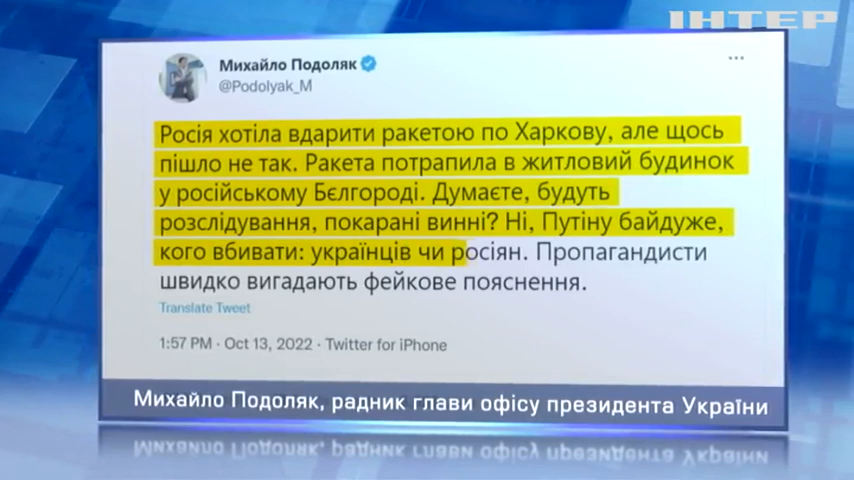 ІНТЕР
Михайло Подоляк
@Podolyak_M
Росія хотіла вдарити ракетою по Харкову, але щось
пішло не так. Ракета потрапила в житловий будинок
у російському Бєлгороді. Думаєте, будуть
розслідування, покарані винні? Ні, Путіну байдуже,
кого вбивати: українців чи росіян. Пропагандисти
швидко вигадають фейкове пояснення.
Translate Tweet
1:57 PM · Oct 13, 2022 · Twitter for iPhone
Михайло Подоляк, радник глави офісу президента України